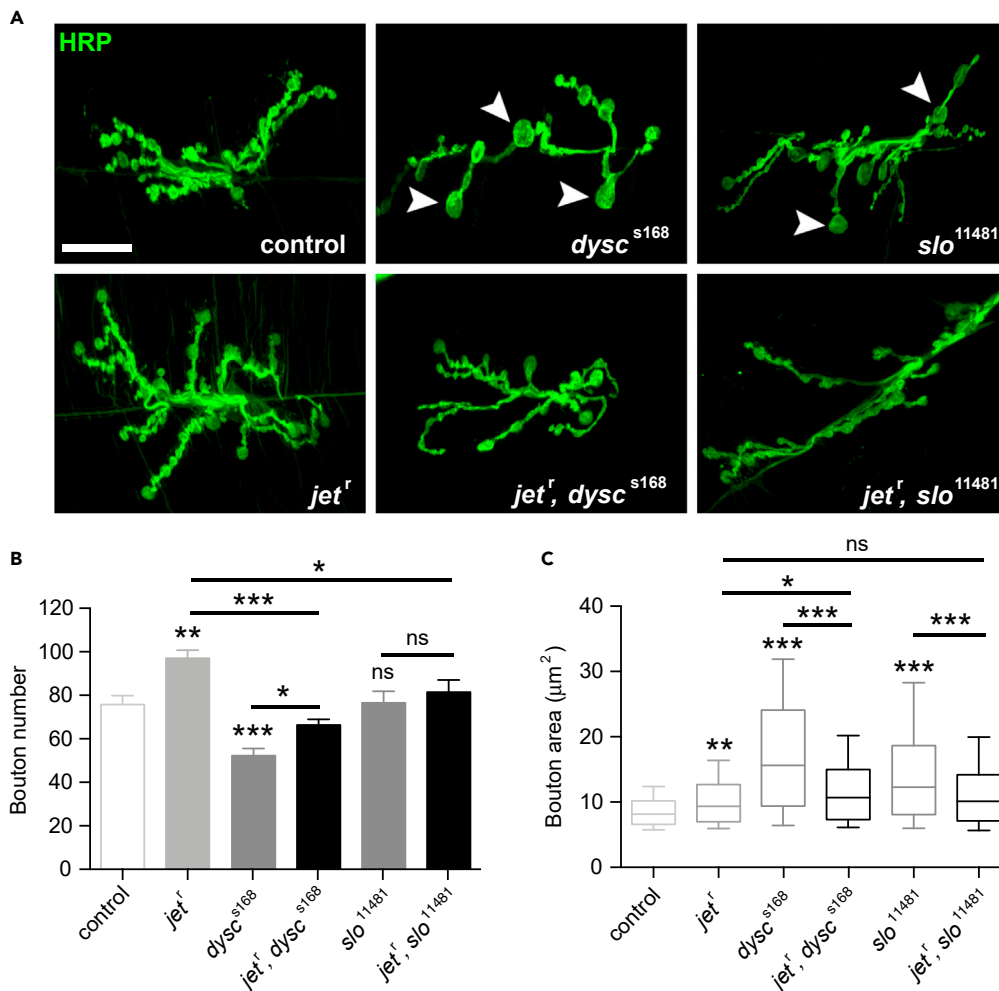 A
HRP
control
dysc s168
slo 11481
jet r
jet r, dysc s168
jet r, slo 11481
B
*
***
**
ns
ns
*
***
Bouton number
120
100
80
60
40
20
0
control
jet r
dysc s168
jet r, dysc s168
slo 11481
jet r, slo 11481
C
ns
*
***
***
***
***
**
Bouton area (μm²)
40
30
20
10
0
control
jet r
dysc s168
jet r, dysc s168
slo 11481
jet r, slo 11481